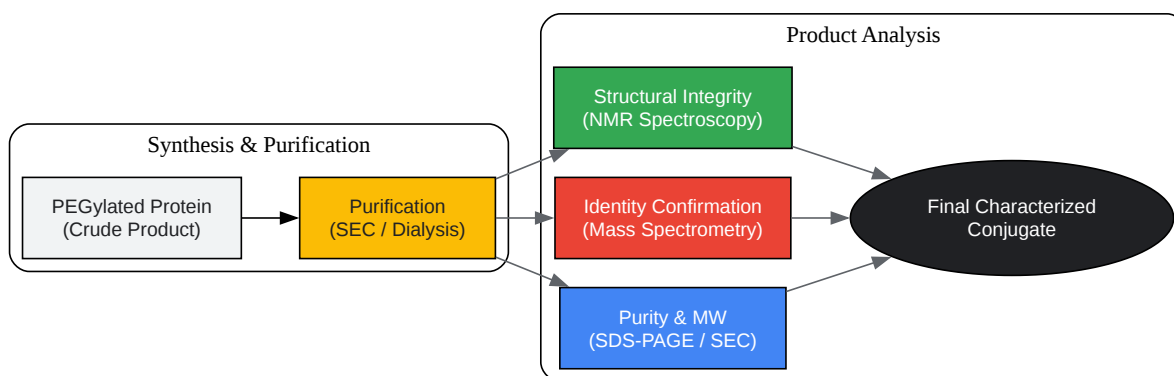 Synthesis & Purification
PEGylated Protein
(Crude Product)
Purification
(SEC / Dialysis)
Product Analysis
Structural Integrity
(NMR Spectroscopy)
Identity Confirmation
(Mass Spectrometry)
Purity & MW
(SDS-PAGE / SEC)
Final Characterized
Conjugate